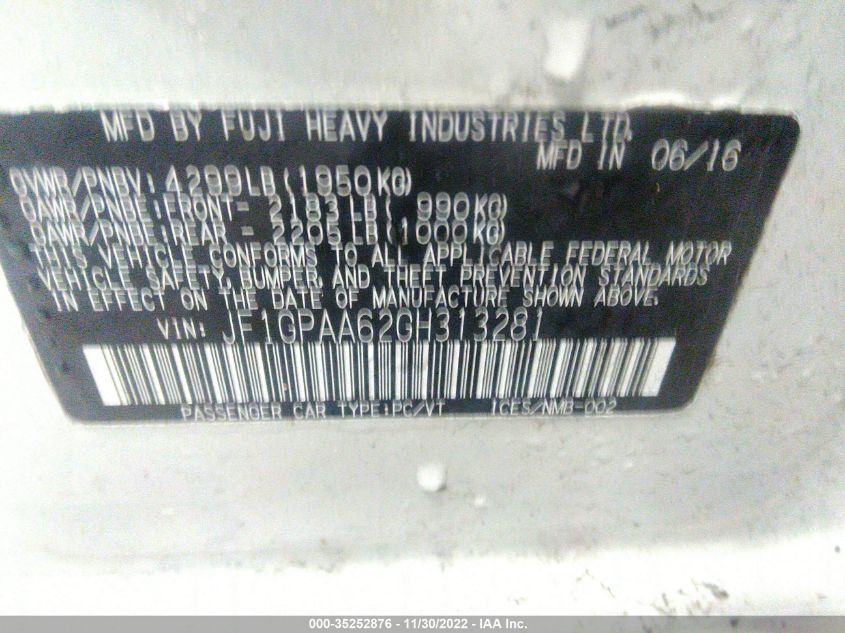 MFD BY FUJI HEAVY INDUSTRIES LTD.
MFD IN 06/16
GVWR/PNBV: 4299LB(1950KG)
GAWR/PNBE:FRONT- 2183 LB( 990KG)
GAWR/PNBE:REAR - 2205LB(1000KG)
THIS VEHICLE CONFORMS TO ALL APPLICABLE FEDERAL MOTOR
VEHICLE SAFETY, BUMPER, AND THEFT PREVENTION STANDARDS
IN EFFECT ON THE DATE OF MANUFACTURE SHOWN ABOVE.
VIN: JF1GPAA62GH313281
PASSENGER CAR TYPE:PC/VT ICES/NMB-002
000-35252876 - 11/30/2022 - IAA Inc.